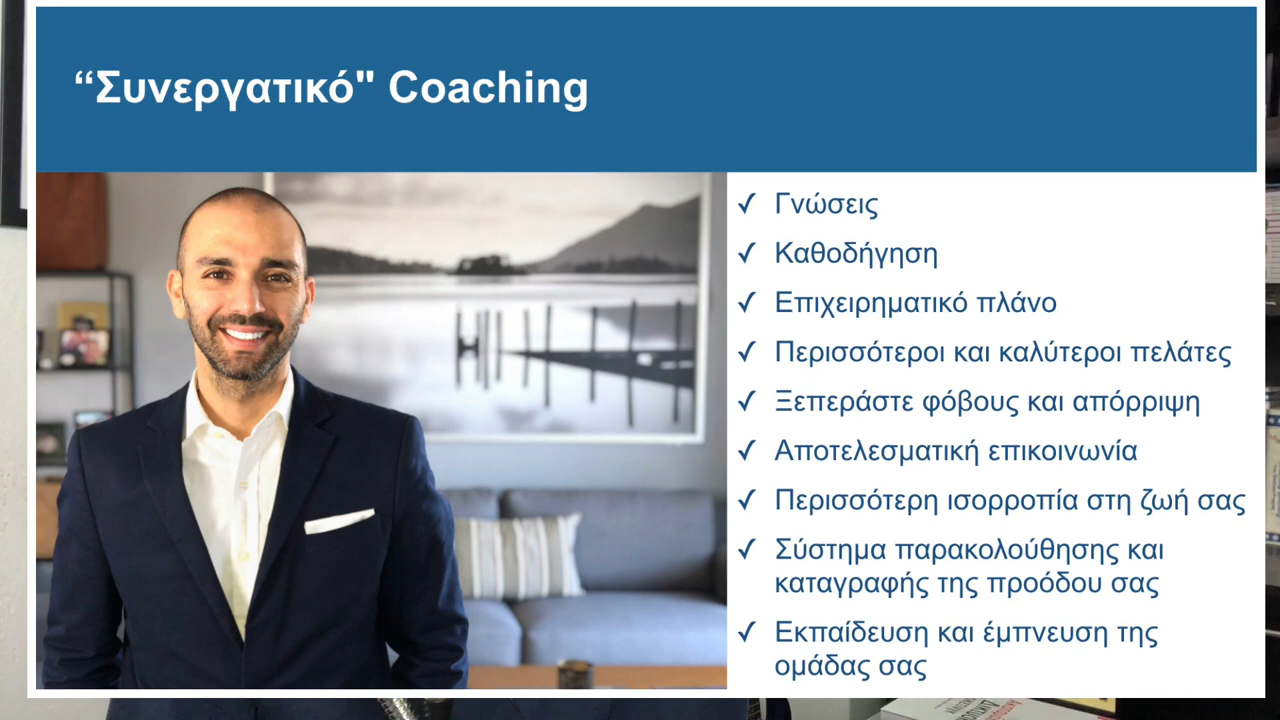 “Συνεργατικό" Coaching
✓ Γνώσεις
✓ Καθοδήγηση
✓ Επιχειρηματικό πλάνο
✓ Περισσότεροι και καλύτεροι πελάτες
✓ Ξεπεράστε φόβους και απόρριψη
✓ Αποτελεσματική επικοινωνία
✓ Περισσότερη ισορροπία στη ζωή σας
✓ Σύστημα παρακολούθησης και
καταγραφής της προόδου σας
✓ Εκπαίδευση και έμπνευση της
ομάδας σας